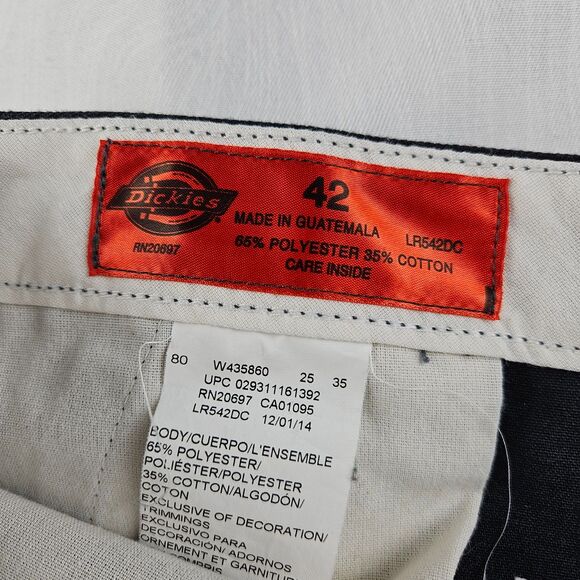 Dickies
RN20697
42
MADE IN GUATEMALA
LR542DC
65% POLYESTER 35% COTTON
CARE INSIDE
80 W435860 25 35
UPC 029311161392
RN20697 CA01095
LR542DC 12/01/14
BODY/CUERPO/L'ENSEMBLE
65% POLYESTER/
POLIÉSTER/POLYESTER
35% COTTON/ALGODÓN/
COTON
EXCLUSIVE OF DECORATION/
TRIMMINGS
EXCLUSIVO PARA
DECORACIÓN/ ADORNOS
ORNEMENT ET GARNITUR
COMPRIS